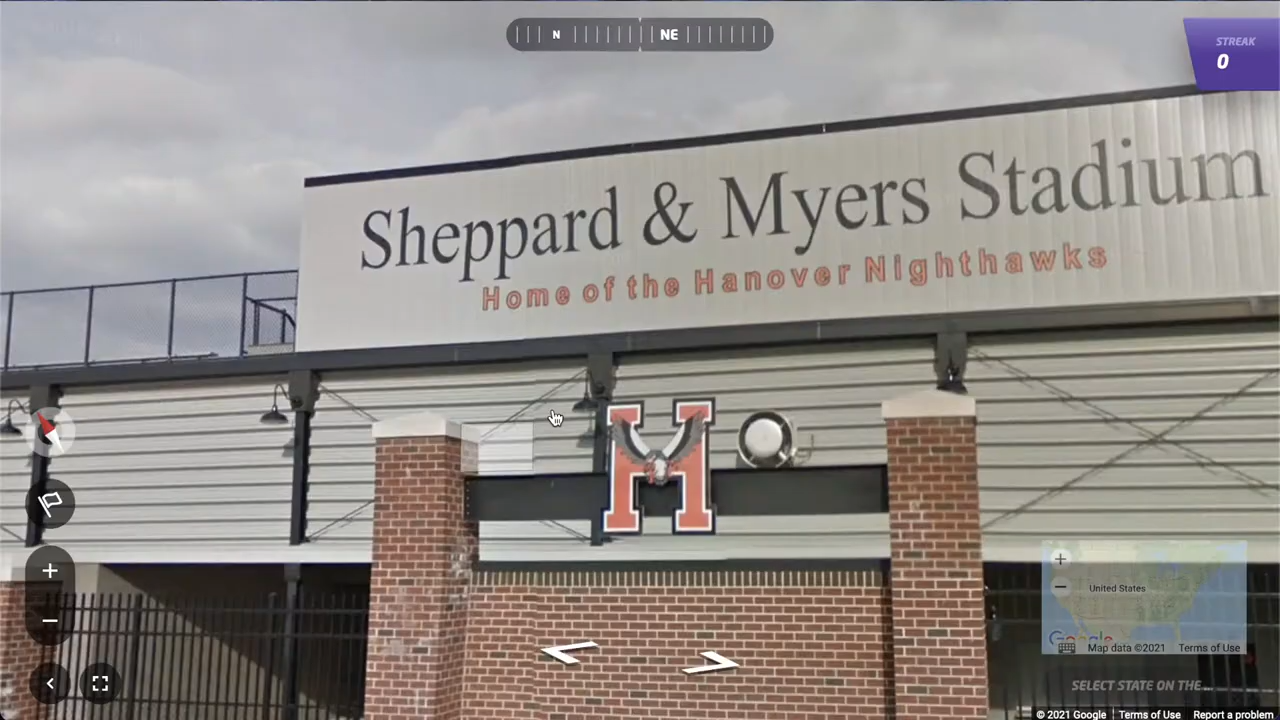 N
NE
STREAK
0
Sheppard & Myers Stadium
Home of the Hanover Nighthawks
H
United States
Google
Map data ©2021 Terms of Use
SELECT STATE ON THE...
© 2021 Google Terms of Use Report a problem